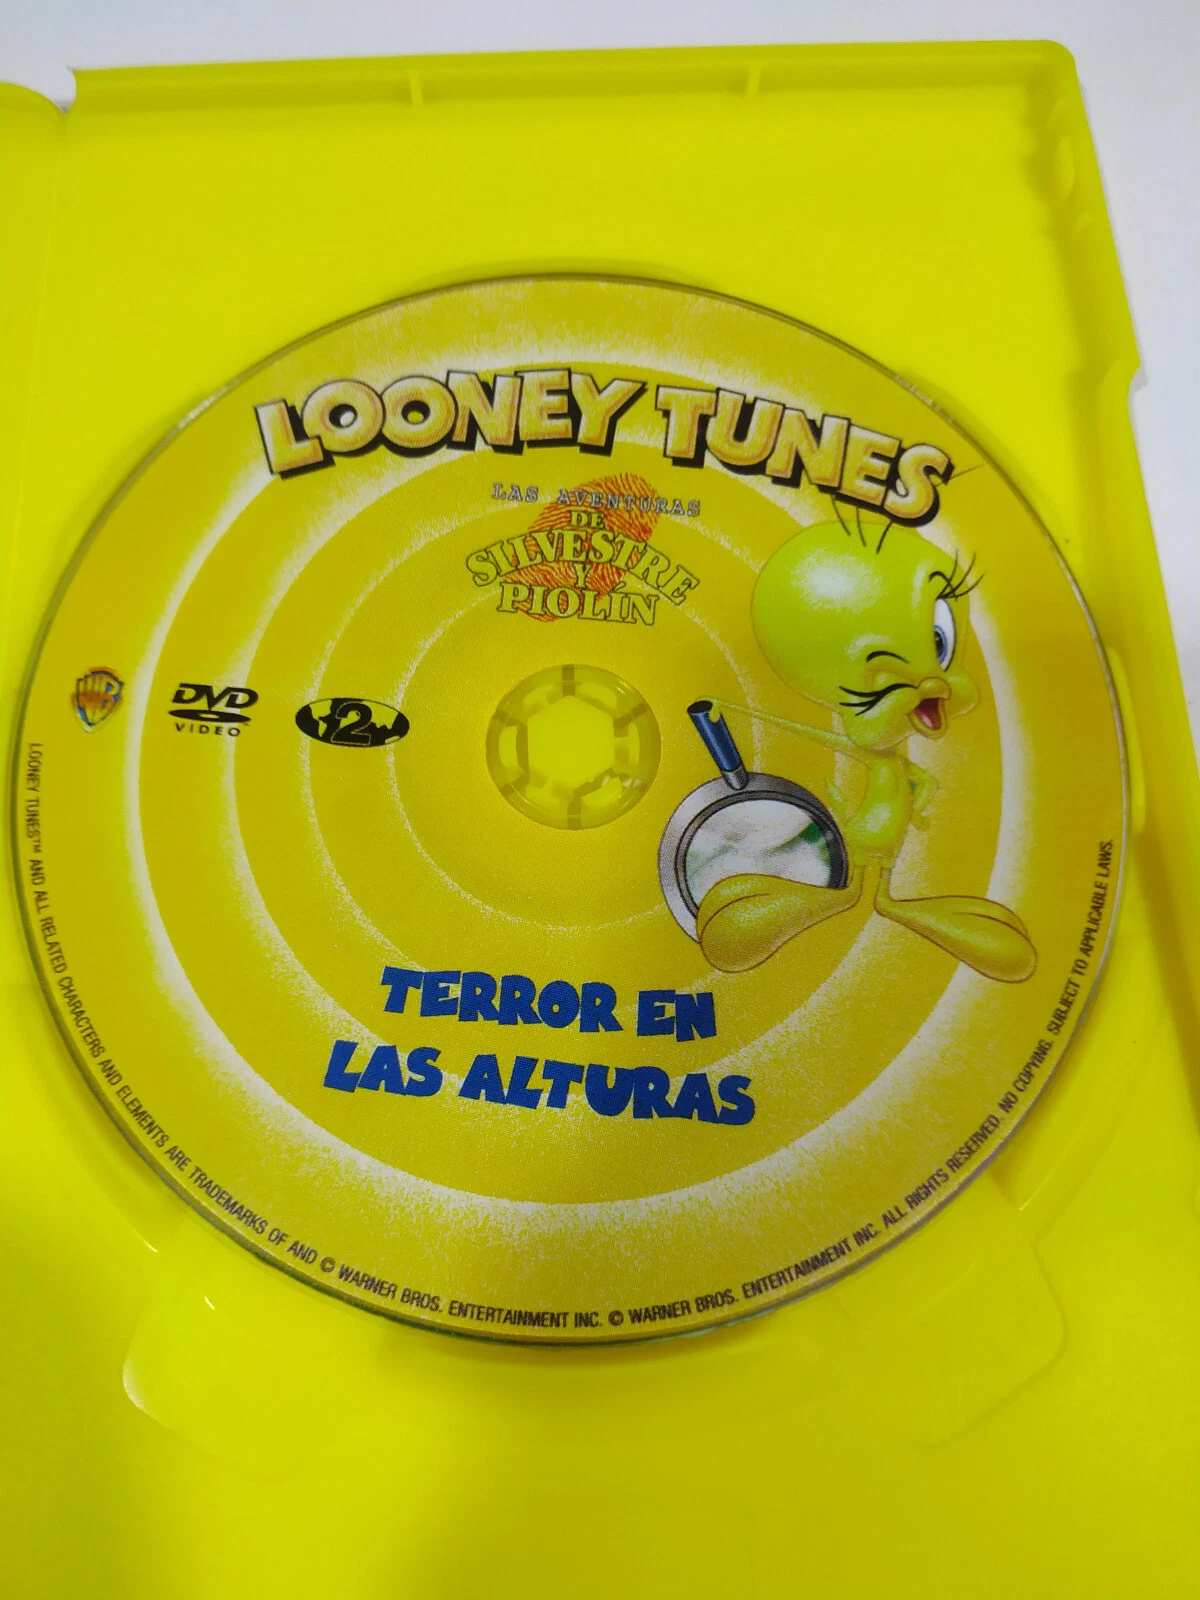 LOONEY TUNES
LAS AVENTURAS
DE
SILVESTRE
Y
PIOLÍN
WB
DVD
VIDEO
2
TERROR EN
LAS ALTURAS
LOONEY TUNES™ AND ALL RELATED CHARACTERS AND ELEMENTS ARE TRADEMARKS OF AND © WARNER BROS. ENTERTAINMENT INC. © WARNER BROS. ENTERTAINMENT INC. ALL RIGHTS RESERVED. NO COPYING. SUBJECT TO APPLICABLE LAWS.